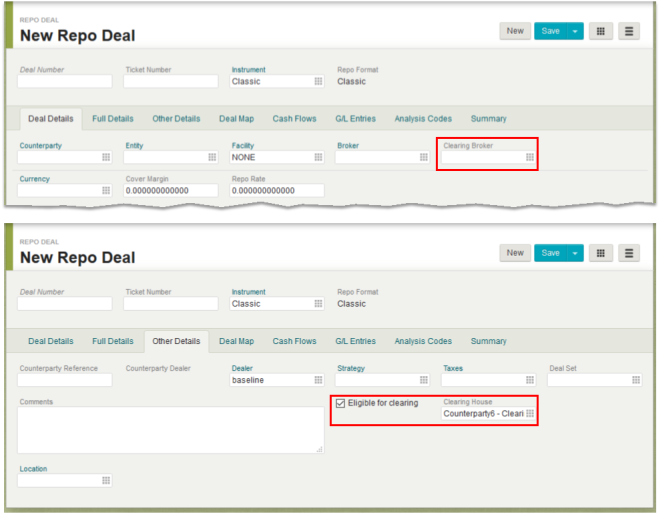 REPO DEAL
New Repo Deal
New Save
Deal Number Ticket Number Instrument Repo Format
Classic Classic
Deal Details Full Details Other Details Deal Map Cash Flows G/L Entries Analysis Codes Summary
Counterparty Entity Facility Broker Clearing Broker
NONE
Currency Cover Margin Repo Rate
0.000000000000 0.000000000000
REPO DEAL
New Repo Deal
New Save
Deal Number Ticket Number Instrument Repo Format
Classic Classic
Deal Details Full Details Other Details Deal Map Cash Flows G/L Entries Analysis Codes Summary
Counterparty Reference Counterparty Dealer Dealer Strategy Taxes Deal Set
baseline
Comments Eligible for clearing Clearing House
Counterparty6 - Cleari
Location